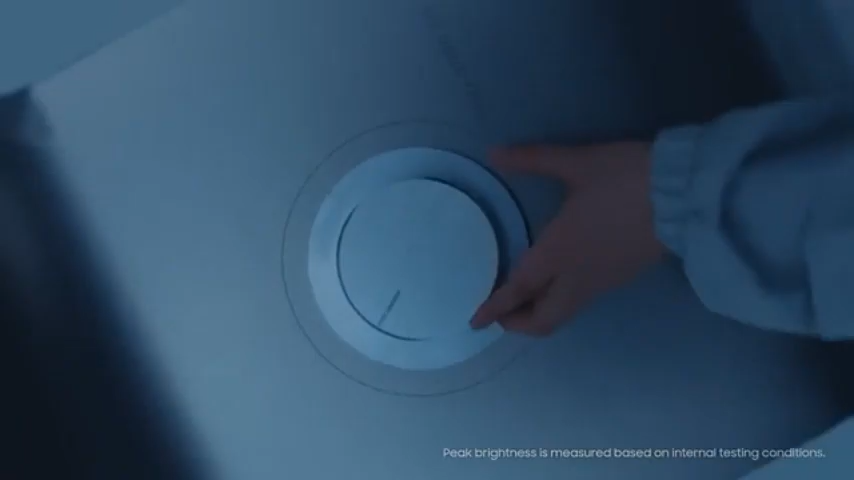 Peak brightness is measured based on internal testing conditions.